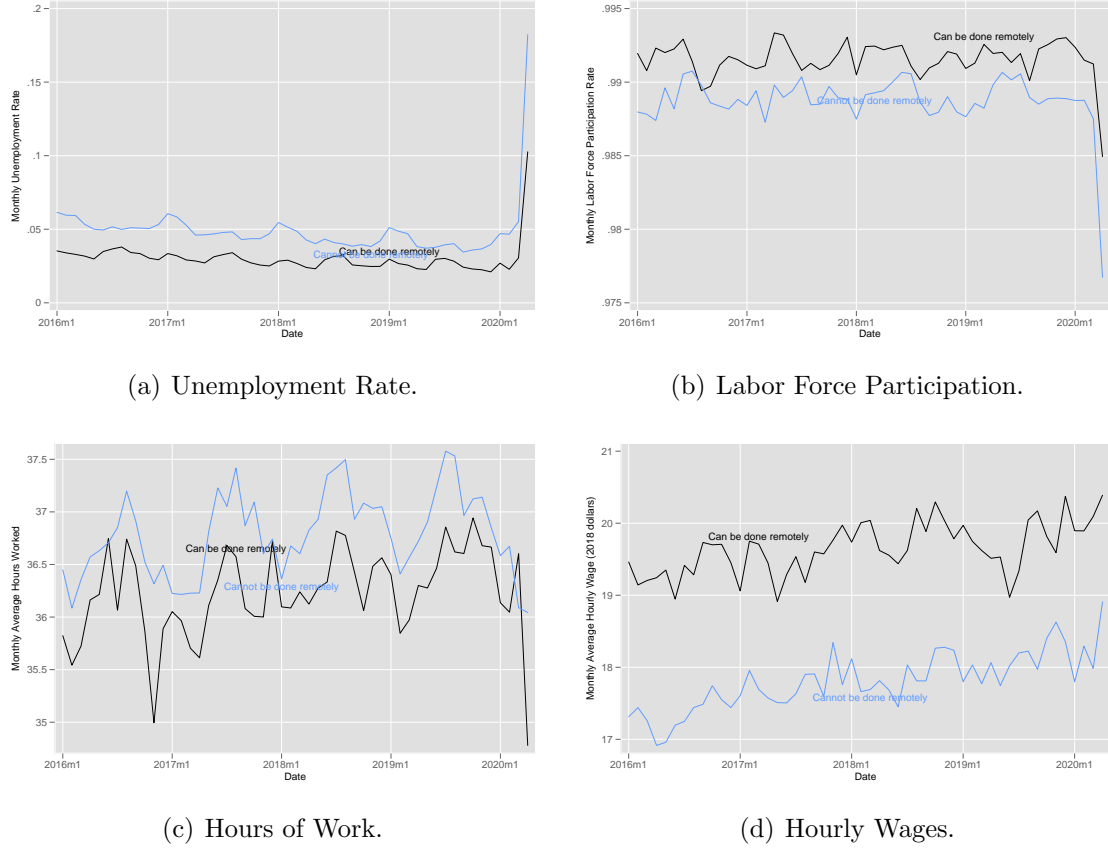 .2
.15
.1
.05
0
Monthly Unemployment Rate
Can be done remotely
Cannot be done remotely
2016m1 2017m1 2018m1 2019m1 2020m1
Date
(a) Unemployment Rate.
.995
.99
.985
.98
.975
Monthly Labor Force Participation Rate
Can be done remotely
Cannot be done remotely
2016m1 2017m1 2018m1 2019m1 2020m1
Date
(b) Labor Force Participation.
37.5
37
36.5
36
35.5
35
Monthly Average Hours Worked
Can be done remotely
Cannot be done remotely
2016m1 2017m1 2018m1 2019m1 2020m1
Date
(c) Hours of Work.
21
20
19
18
17
Monthly Average Hourly Wage (2018 dollars)
Can be done remotely
Cannot be done remotely
2016m1 2017m1 2018m1 2019m1 2020m1
Date
(d) Hourly Wages.